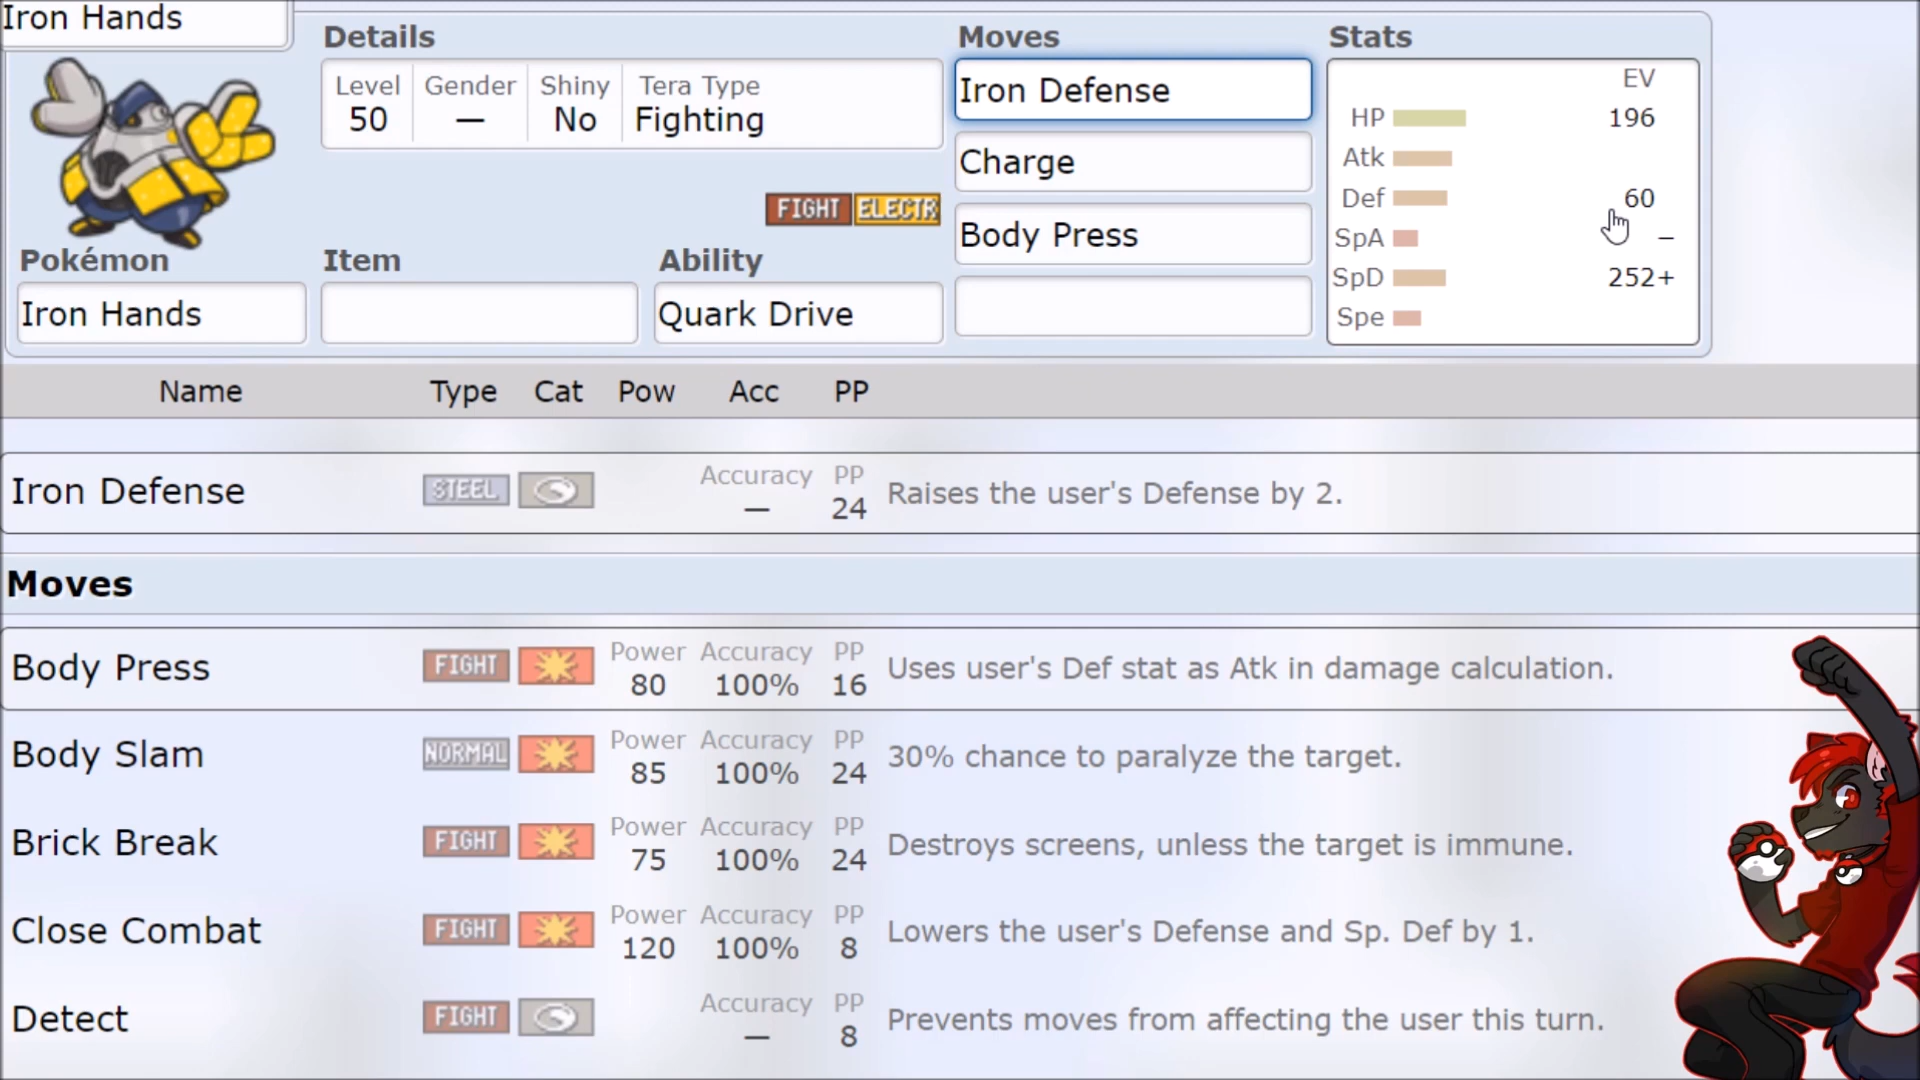 Iron Hands
Details
Moves
Stats
Level Gender Shiny Tera Type
50 — No Fighting
Iron Defense
Charge
Body Press
EV
HP 196
Atk
Def 60
SpA –
SpD 252+
Spe
FIGHT ELECTR
Pokémon Item Ability
Iron Hands Quark Drive
Name Type Cat Pow Acc PP
Iron Defense STEEL Accuracy — PP 24 Raises the user's Defense by 2.
Moves
Body Press FIGHT Power 80 Accuracy 100% PP 16 Uses user's Def stat as Atk in damage calculation.
Body Slam NORMAL Power 85 Accuracy 100% PP 24 30% chance to paralyze the target.
Brick Break FIGHT Power 75 Accuracy 100% PP 24 Destroys screens, unless the target is immune.
Close Combat FIGHT Power 120 Accuracy 100% PP 8 Lowers the user's Defense and Sp. Def by 1.
Detect FIGHT Accuracy — PP 8 Prevents moves from affecting the user this turn.